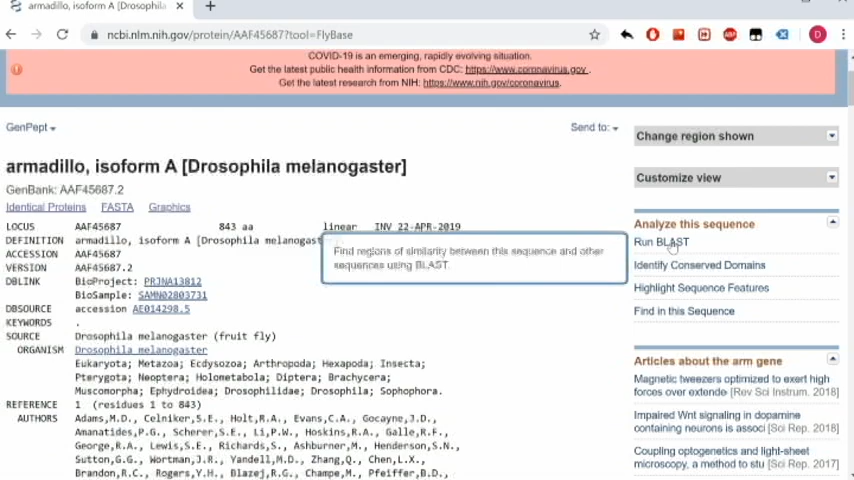 armadillo, isoform A [Drosophila
ncbi.nlm.nih.gov/protein/AAF45687?tool=FlyBase
ABP
D
COVID-19 is an emerging, rapidly evolving situation.
Get the latest public health information from CDC: https://www.coronavirus.gov .
Get the latest research from NIH: https://www.nih.gov/coronavirus.
GenPept
Send to:
armadillo, isoform A [Drosophila melanogaster]
GenBank: AAF45687.2
Identical Proteins FASTA Graphics
LOCUS AAF45687 843 aa linear INV 22-APR-2019
DEFINITION armadillo, isoform A [Drosophila melanogast
ACCESSION AAF45687
VERSION AAF45687.2
DBLINK BioProject: PRJNA13812
BioSample: SAMN02803731
DBSOURCE accession AE014298.5
KEYWORDS .
SOURCE Drosophila melanogaster (fruit fly)
ORGANISM Drosophila melanogaster
Eukaryota; Metazoa; Ecdysozoa; Arthropoda; Hexapoda; Insecta;
Pterygota; Neoptera; Holometabola; Diptera; Brachycera;
Muscomorpha; Ephydroidea; Drosophilidae; Drosophila; Sophophora.
REFERENCE 1 (residues 1 to 843)
AUTHORS Adams,M.D., Celniker,S.E., Holt,R.A., Evans,C.A., Gocayne,J.D.,
Amanatides,P.G., Scherer,S.E., Li,P.W., Hoskins,R.A., Galle,R.F.,
George,R.A., Lewis,S.E., Richards,S., Ashburner,M., Henderson,S.N.,
Sutton,G.G., Wortman,J.R., Yandell,M.D., Zhang,Q., Chen,L.X.,
Brandon,R.C., Rogers,Y.H., Blazej,R.G., Champe,M., Pfeiffer,B.D.,
Find regions of similarity between this sequence and other
sequences using BLAST.
Change region shown
Customize view
Analyze this sequence
Run BLAST
Identify Conserved Domains
Highlight Sequence Features
Find in this Sequence
Articles about the arm gene
Magnetic tweezers optimized to exert high
forces over extende [Rev Sci Instrum. 2018]
Impaired Wnt signaling in dopamine
containing neurons is associ [Sci Rep. 2018]
Coupling optogenetics and light-sheet
microscopy, a method to stu [Sci Rep. 2017]